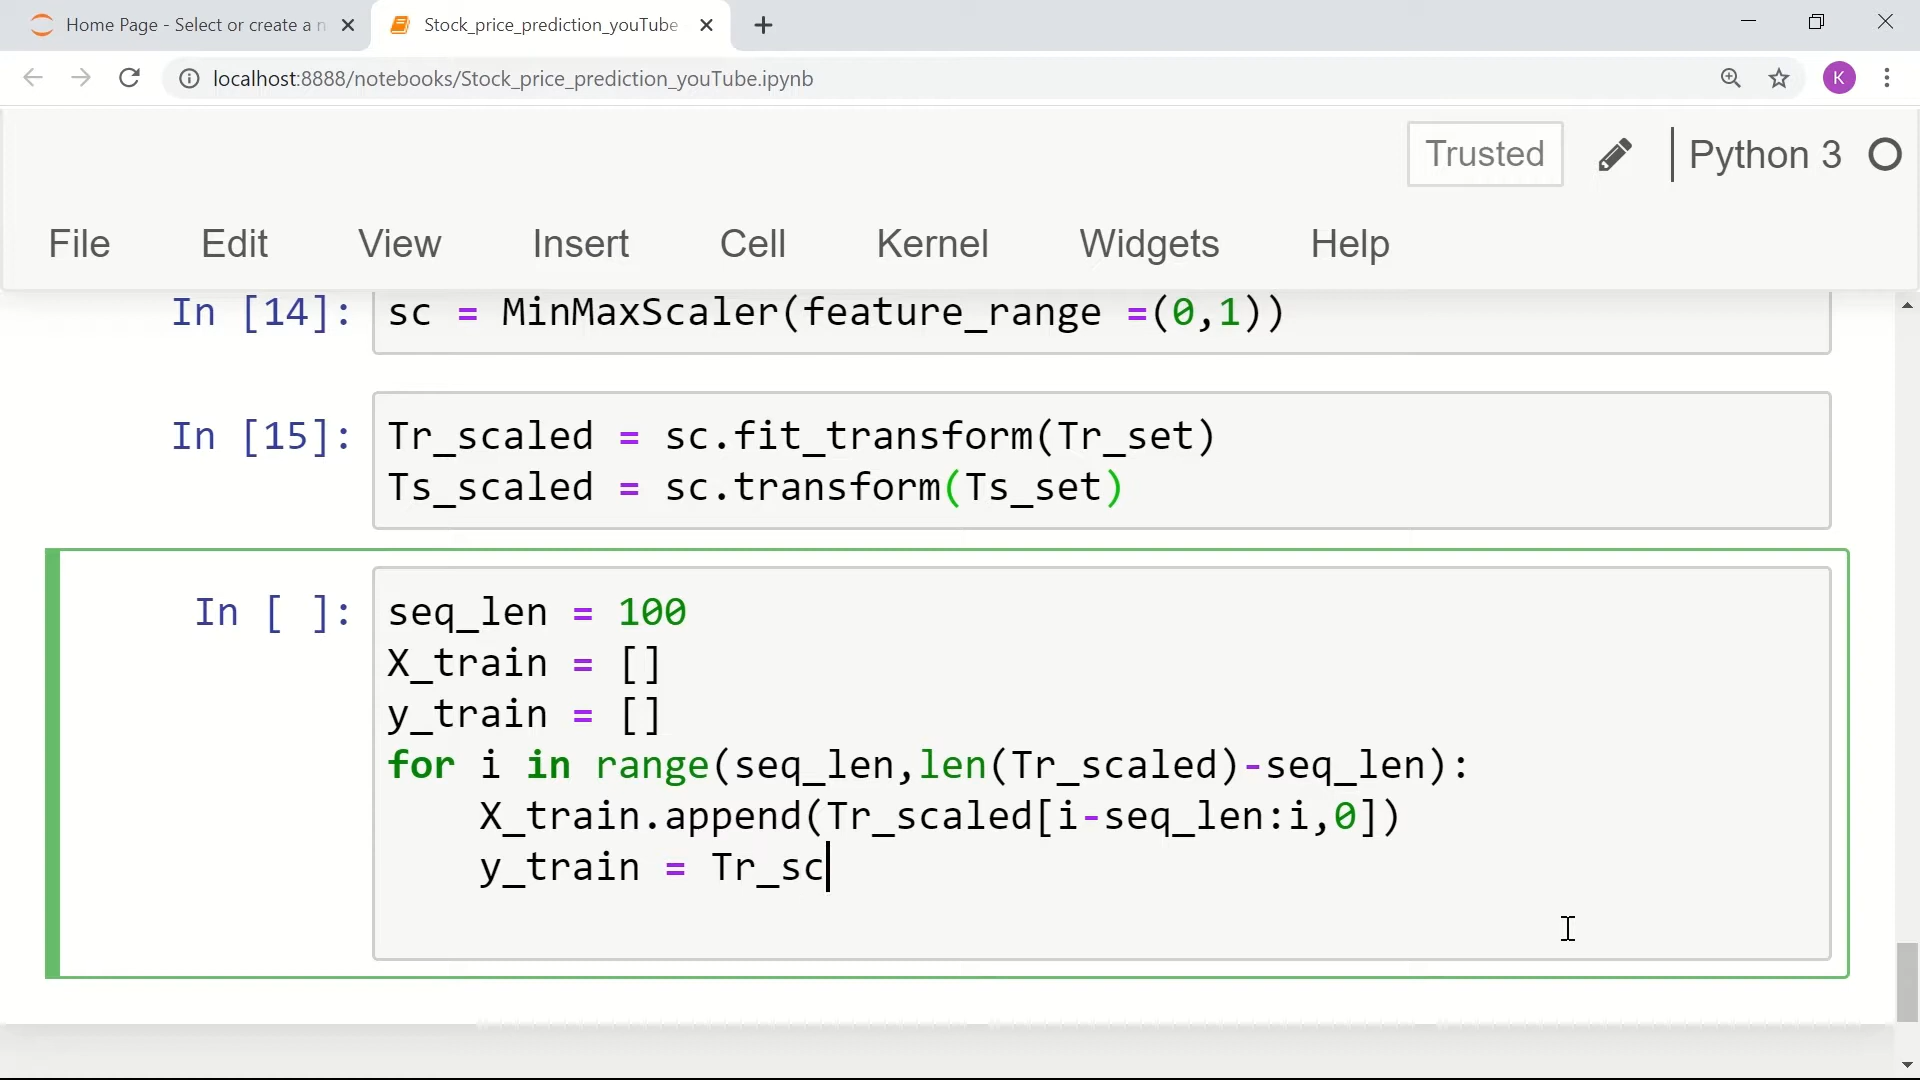 Home Page - Select or create a n
Stock_price_prediction_youTube
localhost:8888/notebooks/Stock_price_prediction_youTube.ipynb
K
Trusted
Python 3
File Edit View Insert Cell Kernel Widgets Help
In [14]: sc = MinMaxScaler(feature_range =(0,1))
In [15]: Tr_scaled = sc.fit_transform(Tr_set)
Ts_scaled = sc.transform(Ts_set)
In [ ]: seq_len = 100
X_train = []
y_train = []
for i in range(seq_len,len(Tr_scaled)-seq_len):
    X_train.append(Tr_scaled[i-seq_len:i,0])
    y_train = Tr_sc